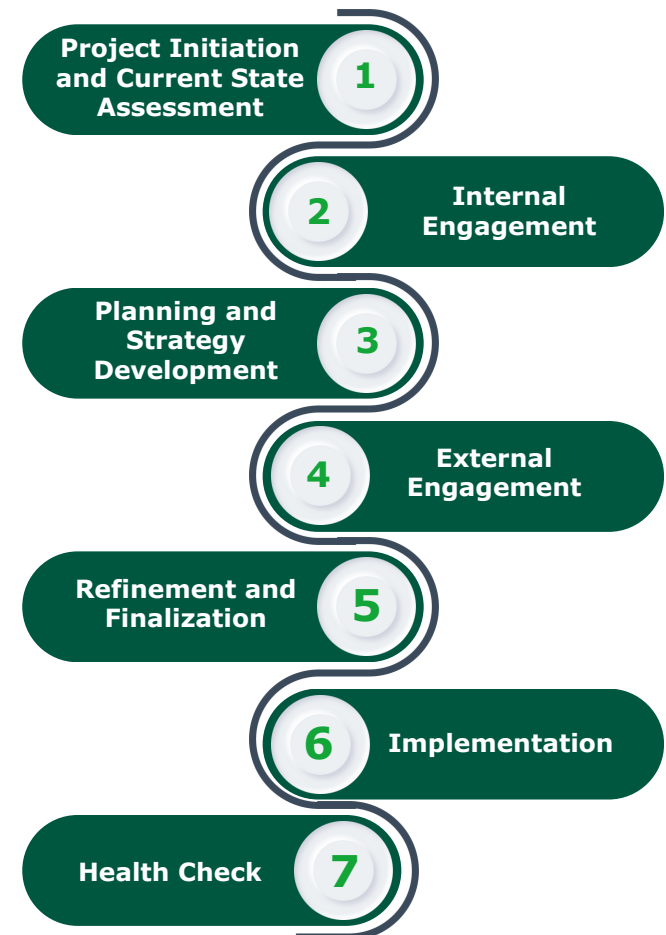 Project Initiation
and Current State
Assessment
1
2
Internal
Engagement
Planning and
Strategy
Development
3
4
External
Engagement
Refinement and
Finalization
5
6
Implementation
Health Check
7